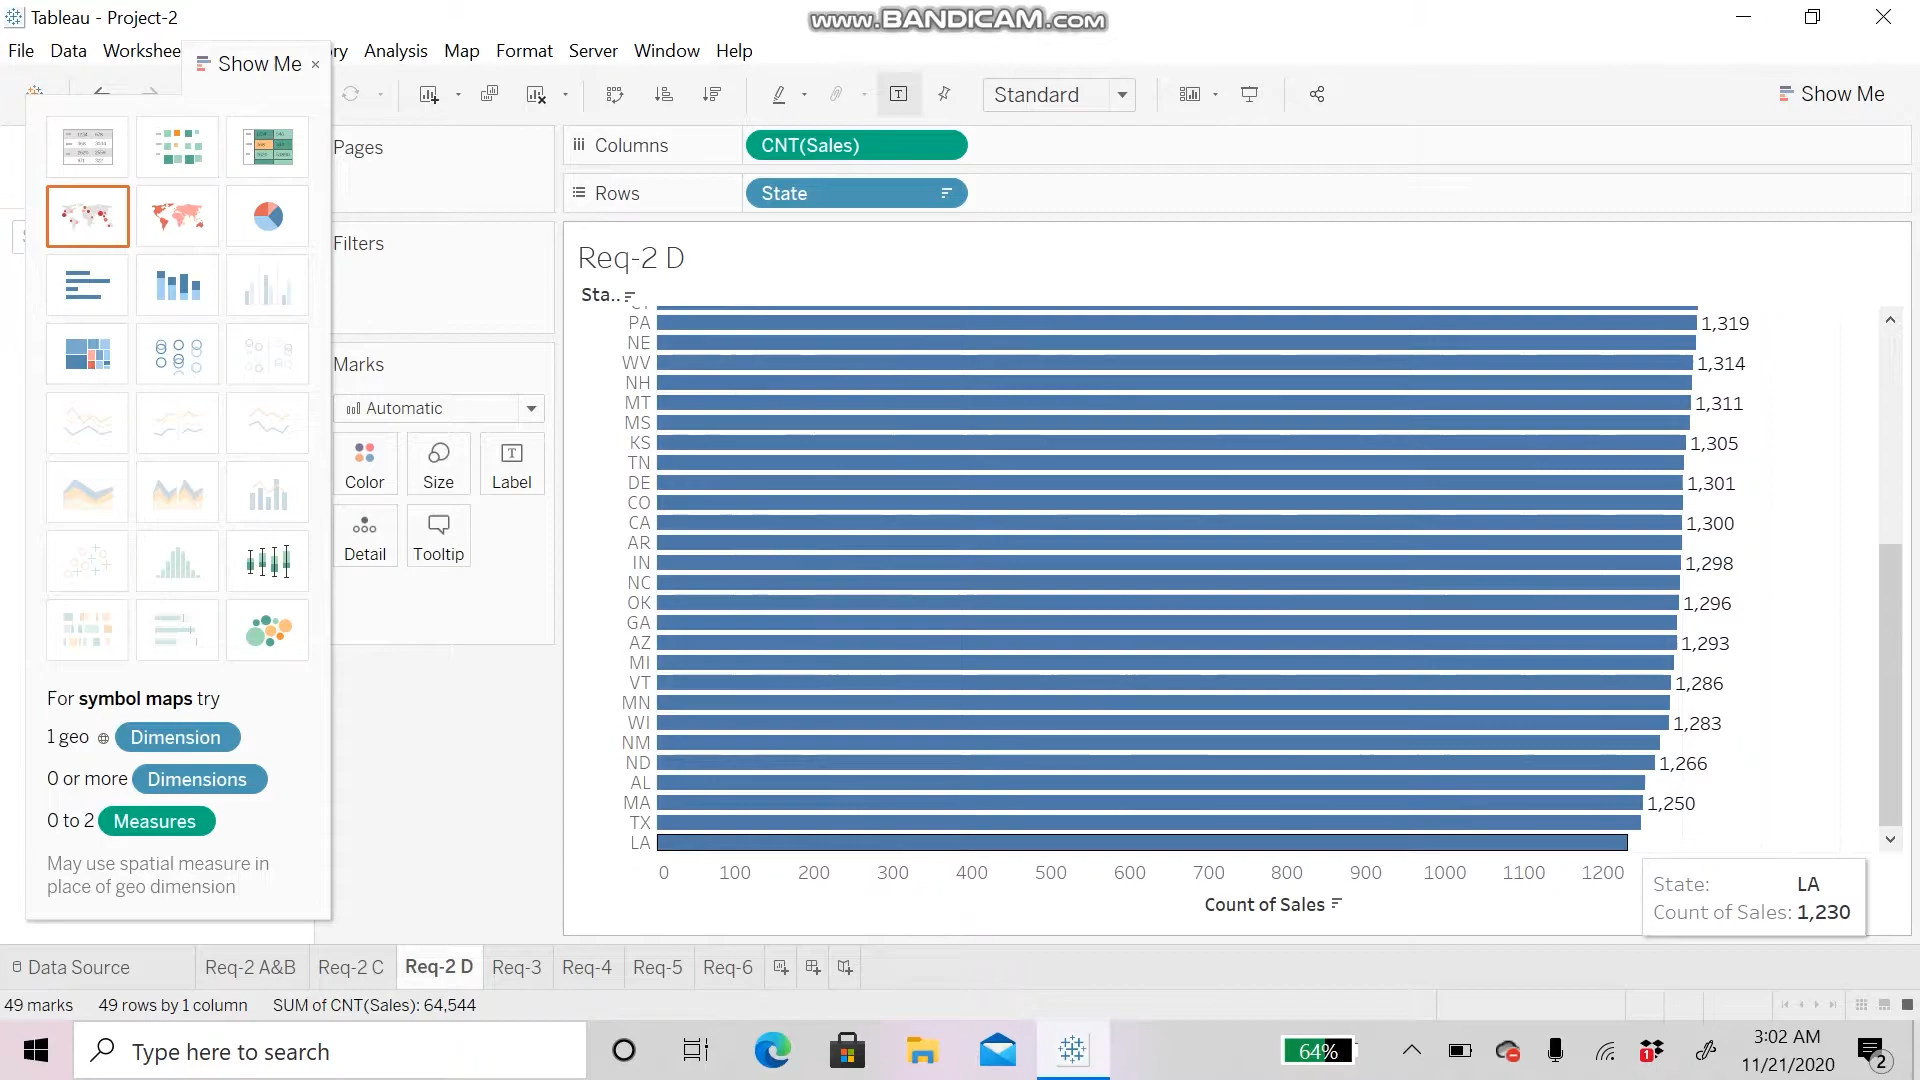 Tableau - Project-2
www.BANDICAM.com
File Data Workshee ry Analysis Map Format Server Window Help
Show Me ×
Standard
Show Me
Pages
Columns
CNT(Sales)
Rows
State
Filters
Marks
Automatic
Color
Size
Label
Detail
Tooltip
For symbol maps try
1 geo Dimension
0 or more Dimensions
0 to 2 Measures
May use spatial measure in
place of geo dimension
Req-2 D
Sta..
PA 1,319
NE
WV 1,314
NH
MT 1,311
MS
KS 1,305
TN
DE 1,301
CO
CA 1,300
AR
IN 1,298
NC
OK 1,296
GA
AZ 1,293
MI
VT 1,286
MN
WI 1,283
NM
ND 1,266
AL
MA 1,250
TX
LA
0 100 200 300 400 500 600 700 800 900 1000 1100 1200
Count of Sales
State: LA
Count of Sales: 1,230
Data Source Req-2 A&B Req-2 C Req-2 D Req-3 Req-4 Req-5 Req-6
49 marks 49 rows by 1 column SUM of CNT(Sales): 64,544
Type here to search
64%
1
3:02 AM
11/21/2020
2